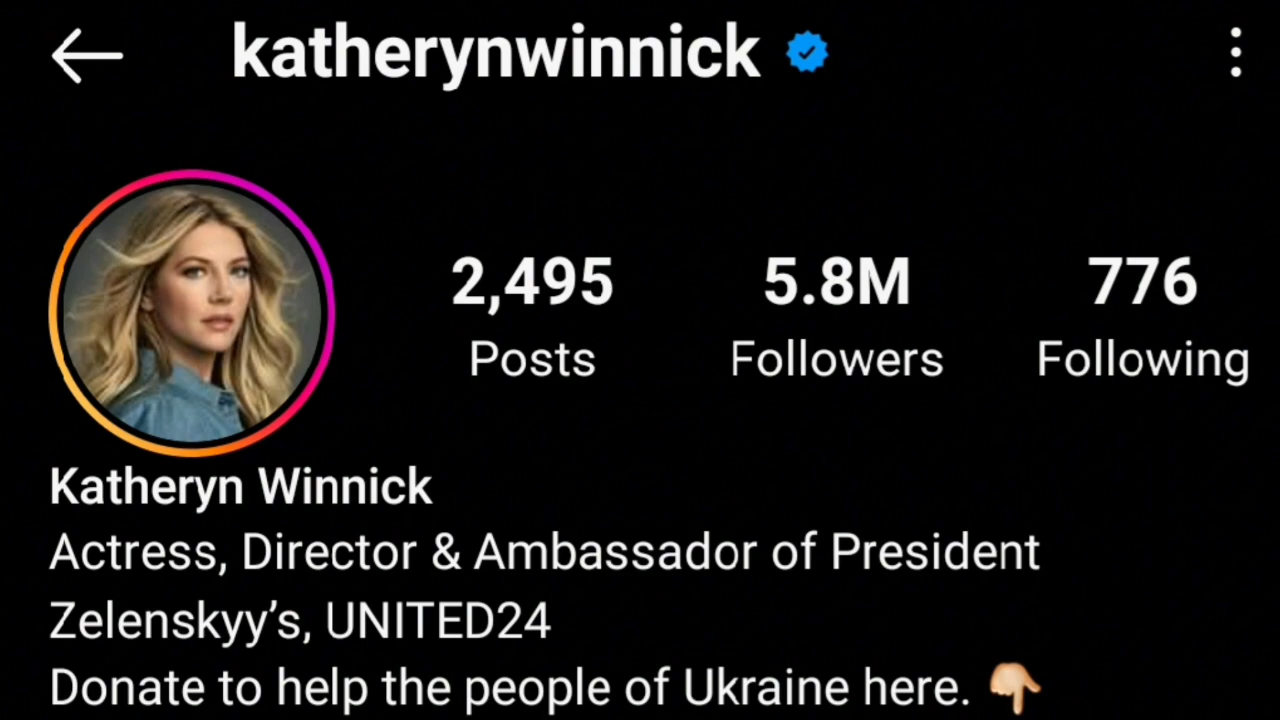 katherynwinnick
2,495 5.8M 776
Posts Followers Following
Katheryn Winnick
Actress, Director & Ambassador of President
Zelenskyy’s, UNITED24
Donate to help the people of Ukraine here. 👇🏼